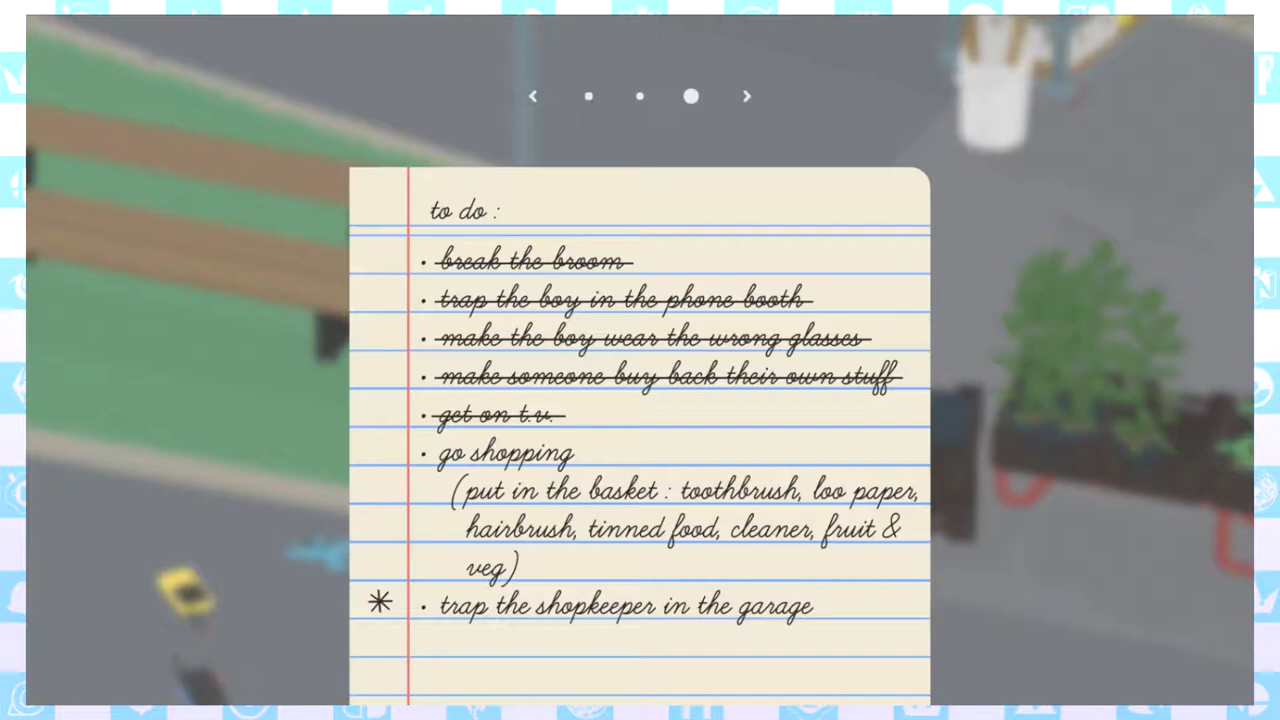 to do :
• break the broom
• trap the boy in the phone booth
• make the boy wear the wrong glasses
• make someone buy back their own stuff
• get on t.v.
• go shopping
(put in the basket : toothbrush, loo paper,
hairbrush, tinned food, cleaner, fruit &
veg)
* • trap the shopkeeper in the garage